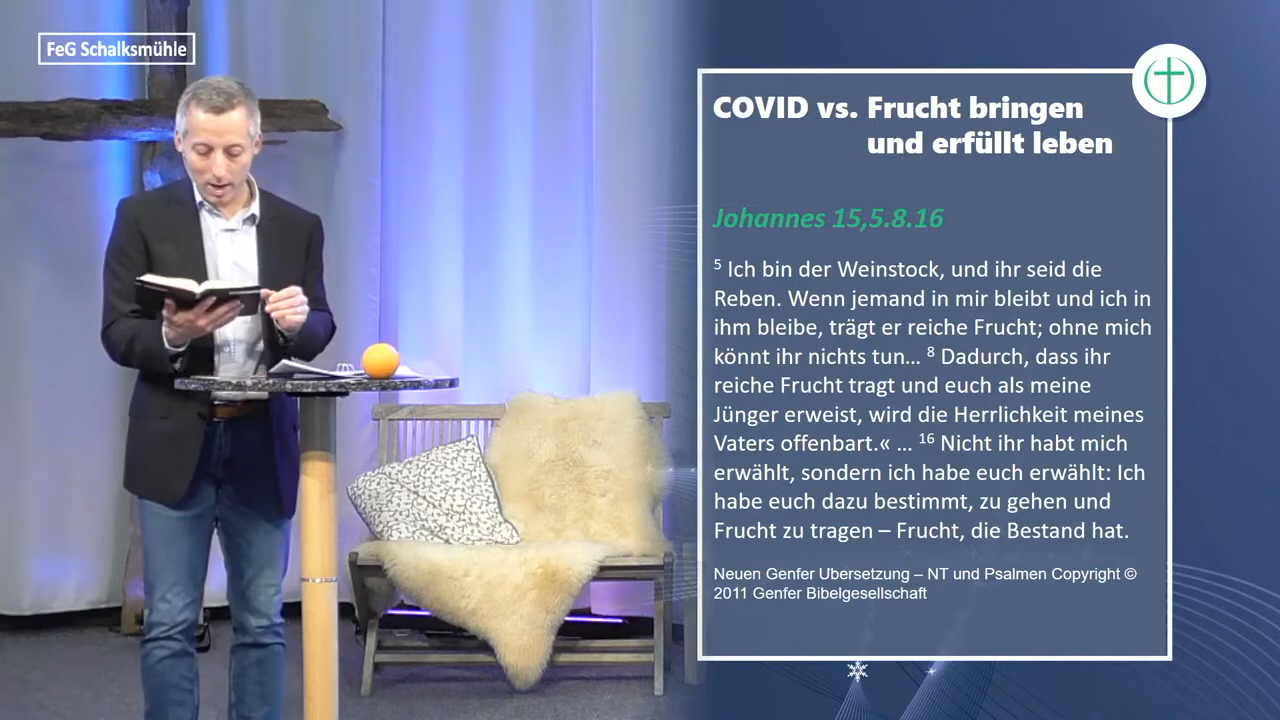 FeG Schalksmühle
COVID vs. Frucht bringen
und erfüllt leben
Johannes 15,5.8.16
5 Ich bin der Weinstock, und ihr seid die
Reben. Wenn jemand in mir bleibt und ich in
ihm bleibe, trägt er reiche Frucht; ohne mich
könnt ihr nichts tun... 8 Dadurch, dass ihr
reiche Frucht tragt und euch als meine
Jünger erweist, wird die Herrlichkeit meines
Vaters offenbart.« ... 16 Nicht ihr habt mich
erwählt, sondern ich habe euch erwählt: Ich
habe euch dazu bestimmt, zu gehen und
Frucht zu tragen – Frucht, die Bestand hat.
Neuen Genfer Ubersetzung – NT und Psalmen Copyright ©
2011 Genfer Bibelgesellschaft